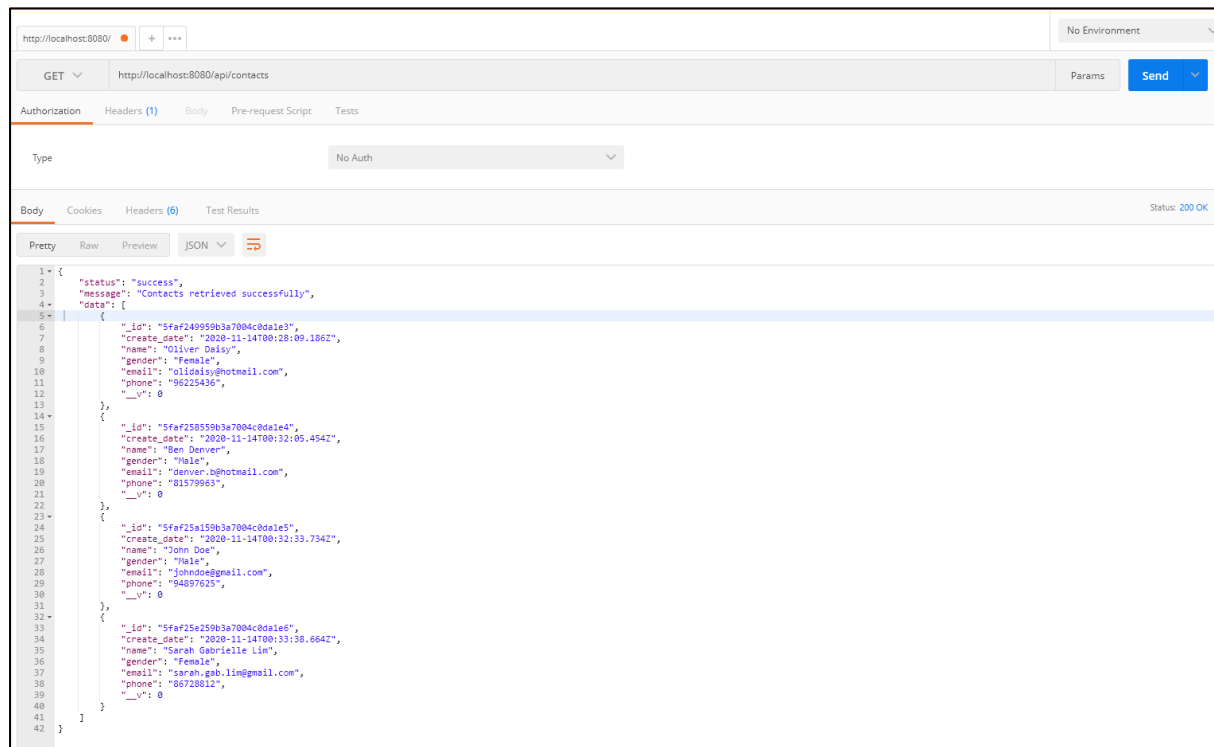 http://localhost:8080/
+
•••
No Environment
GET
http://localhost:8080/api/contacts
Params
Send
Authorization
Headers (1)
Body
Pre-request Script
Tests
Type
No Auth
Body
Cookies
Headers (6)
Test Results
Status: 200 OK
Pretty
Raw
Preview
JSON
1 {
2 "status": "success",
3 "message": "Contacts retrieved successfully",
4 "data": [
5 {
6 "_id": "5faf249959b3a7004c0da1e3",
7 "create_date": "2020-11-14T00:28:09.186Z",
8 "name": "Oliver Daisy",
9 "gender": "Female",
10 "email": "olidaisy@hotmail.com",
11 "phone": "96225436",
12 "__v": 0
13 },
14 {
15 "_id": "5faf258559b3a7004c0da1e4",
16 "create_date": "2020-11-14T00:32:05.454Z",
17 "name": "Ben Denver",
18 "gender": "Male",
19 "email": "denver.b@hotmail.com",
20 "phone": "81579963",
21 "__v": 0
22 },
23 {
24 "_id": "5faf25a159b3a7004c0da1e5",
25 "create_date": "2020-11-14T00:32:33.734Z",
26 "name": "John Doe",
27 "gender": "Male",
28 "email": "johndoe@gmail.com",
29 "phone": "94897625",
30 "__v": 0
31 },
32 {
33 "_id": "5faf25e259b3a7004c0da1e6",
34 "create_date": "2020-11-14T00:33:38.664Z",
35 "name": "Sarah Gabrielle Lim",
36 "gender": "Female",
37 "email": "sarah.gab.lim@gmail.com",
38 "phone": "86728812",
39 "__v": 0
40 }
41 ]
42 }